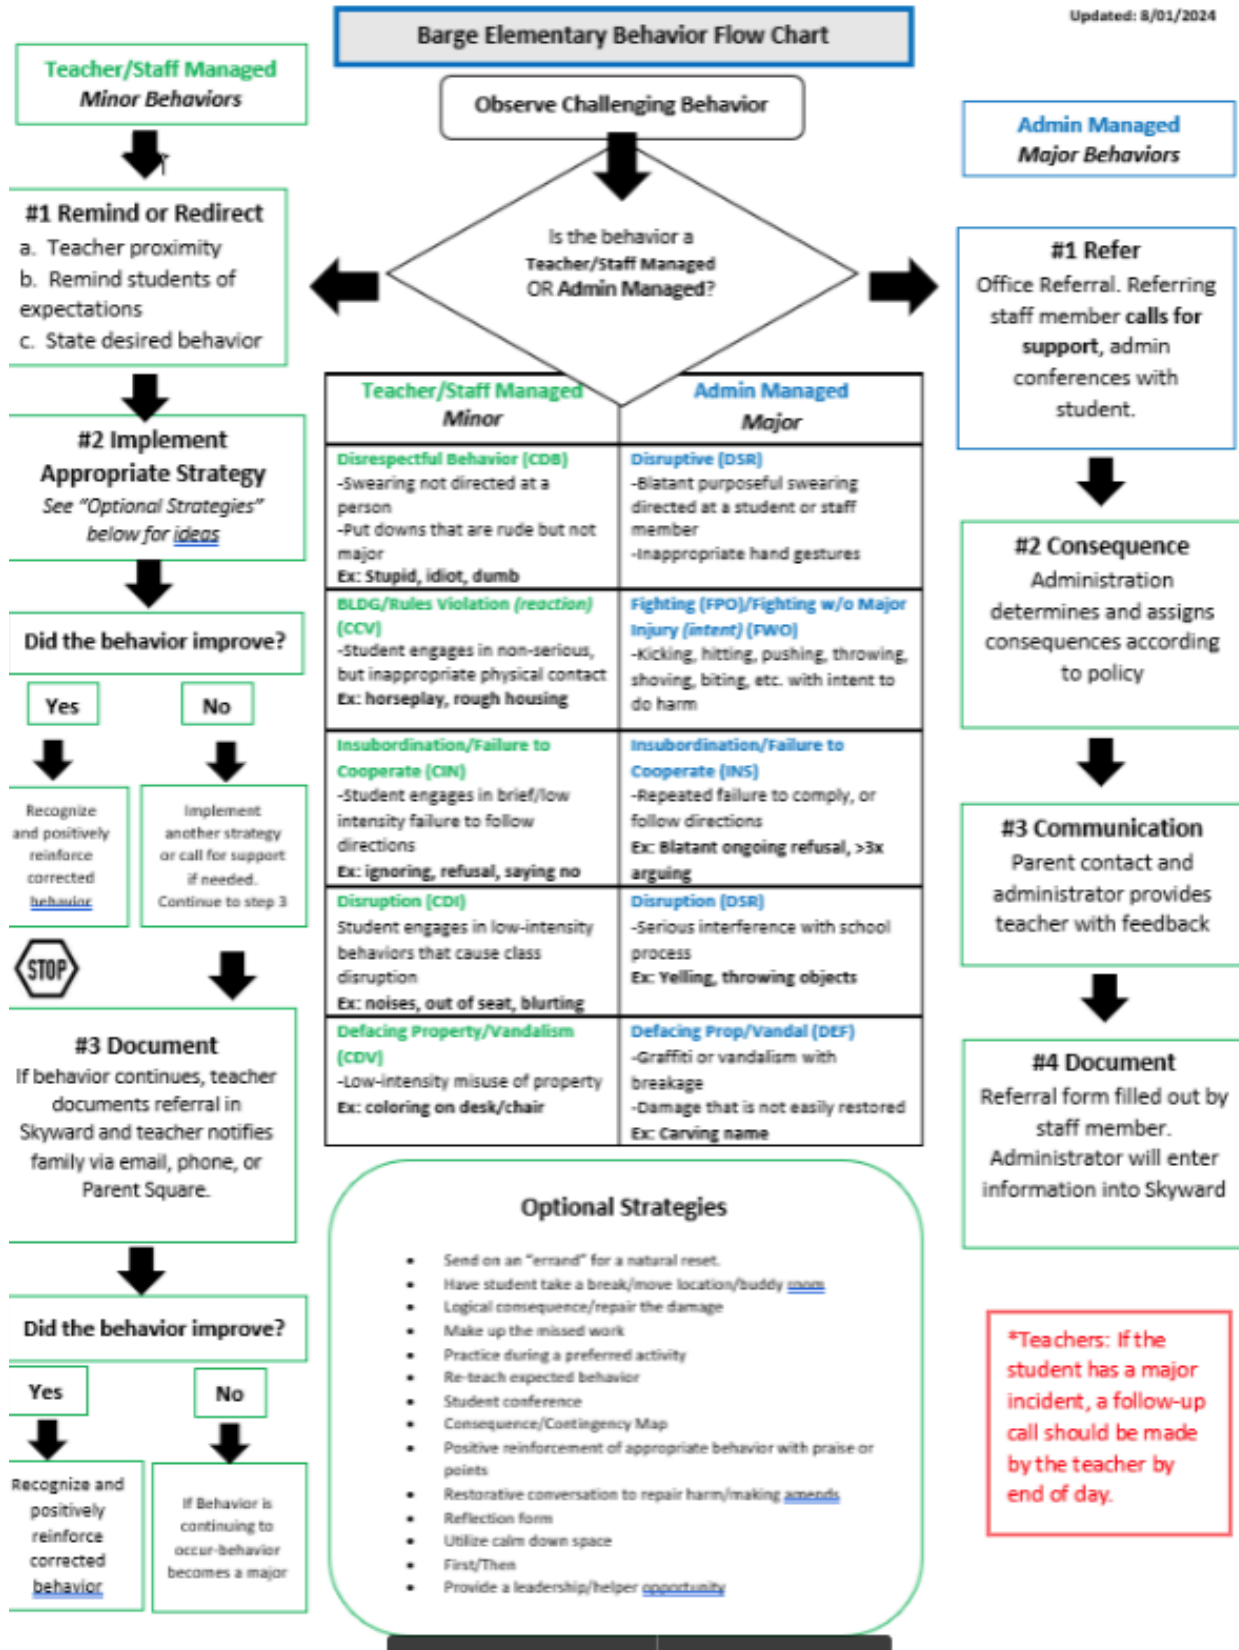 Updated: 8/01/2024
Barge Elementary Behavior Flow Chart
Observe Challenging Behavior
Is the behavior a
Teacher/Staff Managed
OR Admin Managed?
Teacher/Staff Managed
Minor Behaviors
#1 Remind or Redirect
a. Teacher proximity
b. Remind students of
expectations
c. State desired behavior
#2 Implement
Appropriate Strategy
See “Optional Strategies”
below for ideas
Did the behavior improve?
Yes
No
Recognize
and positively
reinforce
corrected
behavior
Implement
another strategy
or call for support
if needed.
Continue to step 3
STOP
#3 Document
If behavior continues, teacher
documents referral in
Skyward and teacher notifies
family via email, phone, or
Parent Square.
Did the behavior improve?
Yes
No
Recognize and
positively
reinforce
corrected
behavior
If Behavior is
continuing to
occur-behavior
becomes a major
Teacher/Staff Managed
Minor
Admin Managed
Major
Disrespectful Behavior (CDB)
-Swearing not directed at a
person
-Put downs that are rude but not
major
Ex: Stupid, idiot, dumb
Disruptive (DSR)
-Blatant purposeful swearing
directed at a student or staff
member
-Inappropriate hand gestures
BLDG/Rules Violation (reaction)
(CCV)
-Student engages in non-serious,
but inappropriate physical contact
Ex: horseplay, rough housing
Fighting (FPO)/Fighting w/o Major
Injury (intent) (FWO)
-Kicking, hitting, pushing, throwing,
shoving, biting, etc. with intent to
do harm
Insubordination/Failure to
Cooperate (CIN)
-Student engages in brief/low
intensity failure to follow
directions
Ex: ignoring, refusal, saying no
Insubordination/Failure to
Cooperate (INS)
-Repeated failure to comply, or
follow directions
Ex: Blatant ongoing refusal, >3x
arguing
Disruption (CDI)
Student engages in low-intensity
behaviors that cause class
disruption
Ex: noises, out of seat, blurting
Disruption (DSR)
-Serious interference with school
process
Ex: Yelling, throwing objects
Defacing Property/Vandalism
(CDV)
-Low-intensity misuse of property
Ex: coloring on desk/chair
Defacing Prop/Vandal (DEF)
-Graffiti or vandalism with
breakage
-Damage that is not easily restored
Ex: Carving name
Optional Strategies
• Send on an “errand” for a natural reset.
• Have student take a break/move location/buddy room
• Logical consequence/repair the damage
• Make up the missed work
• Practice during a preferred activity
• Re-teach expected behavior
• Student conference
• Consequence/Contingency Map
• Positive reinforcement of appropriate behavior with praise or
points
• Restorative conversation to repair harm/making amends
• Reflection form
• Utilize calm down space
• First/Then
• Provide a leadership/helper opportunity
Admin Managed
Major Behaviors
#1 Refer
Office Referral. Referring
staff member calls for
support, admin
conferences with
student.
#2 Consequence
Administration
determines and assigns
consequences according
to policy
#3 Communication
Parent contact and
administrator provides
teacher with feedback
#4 Document
Referral form filled out by
staff member.
Administrator will enter
information into Skyward
*Teachers: If the
student has a major
incident, a follow-up
call should be made
by the teacher by
end of day.